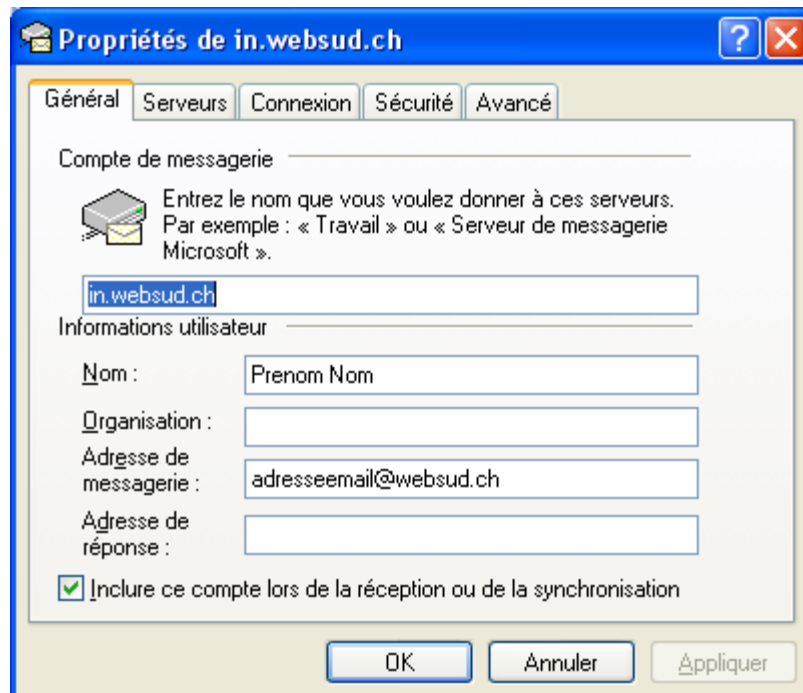 Propriétés de in.websud.ch
Général Serveurs Connexion Sécurité Avancé
Compte de messagerie
Entrez le nom que vous voulez donner à ces serveurs.
Par exemple : « Travail » ou « Serveur de messagerie
Microsoft ».
in.websud.ch
Informations utilisateur
Nom : Prenom Nom
Organisation :
Adresse de
messagerie : adresseemail@websud.ch
Adresse de
réponse :
Inclure ce compte lors de la réception ou de la synchronisation
OK Annuler Appliquer